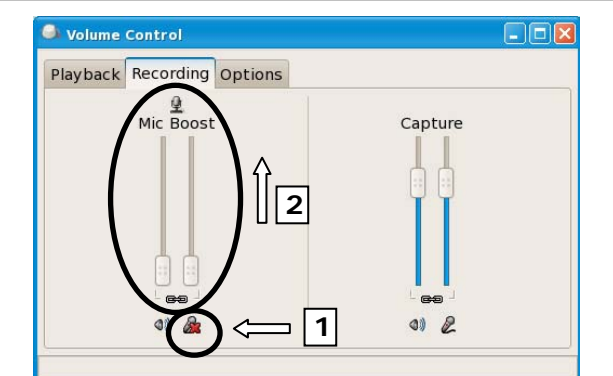 Volume Control
Playback Recording Options
Mic Boost
Capture
2
1